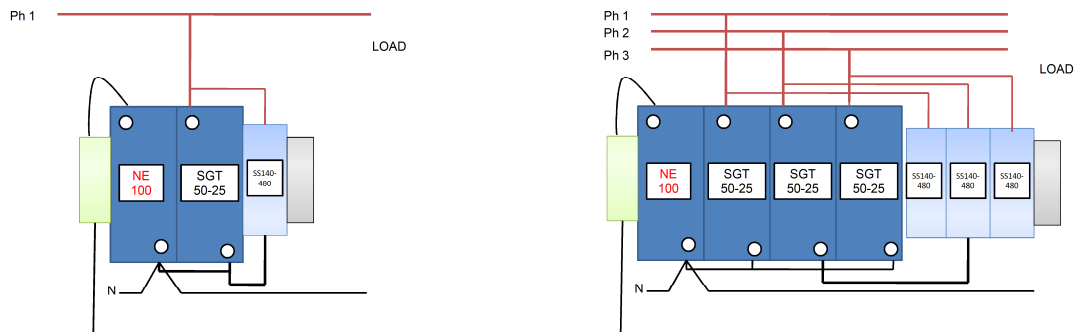 Ph 1
LOAD
NE
100
SGT
50-25
SS140-
480
N
Ph 1
Ph 2
Ph 3
LOAD
NE
100
SGT
50-25
SGT
50-25
SGT
50-25
SS140-
480
SS140-
480
SS140-
480
N